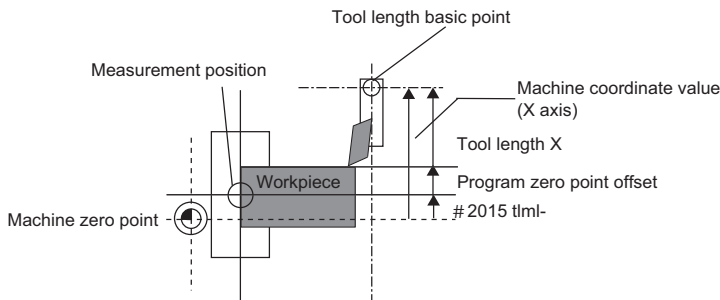 Tool length basic point
Measurement position
Machine coordinate value
(X axis)
Tool length X
Workpiece
Program zero point offset
Machine zero point
#2015 tlml-